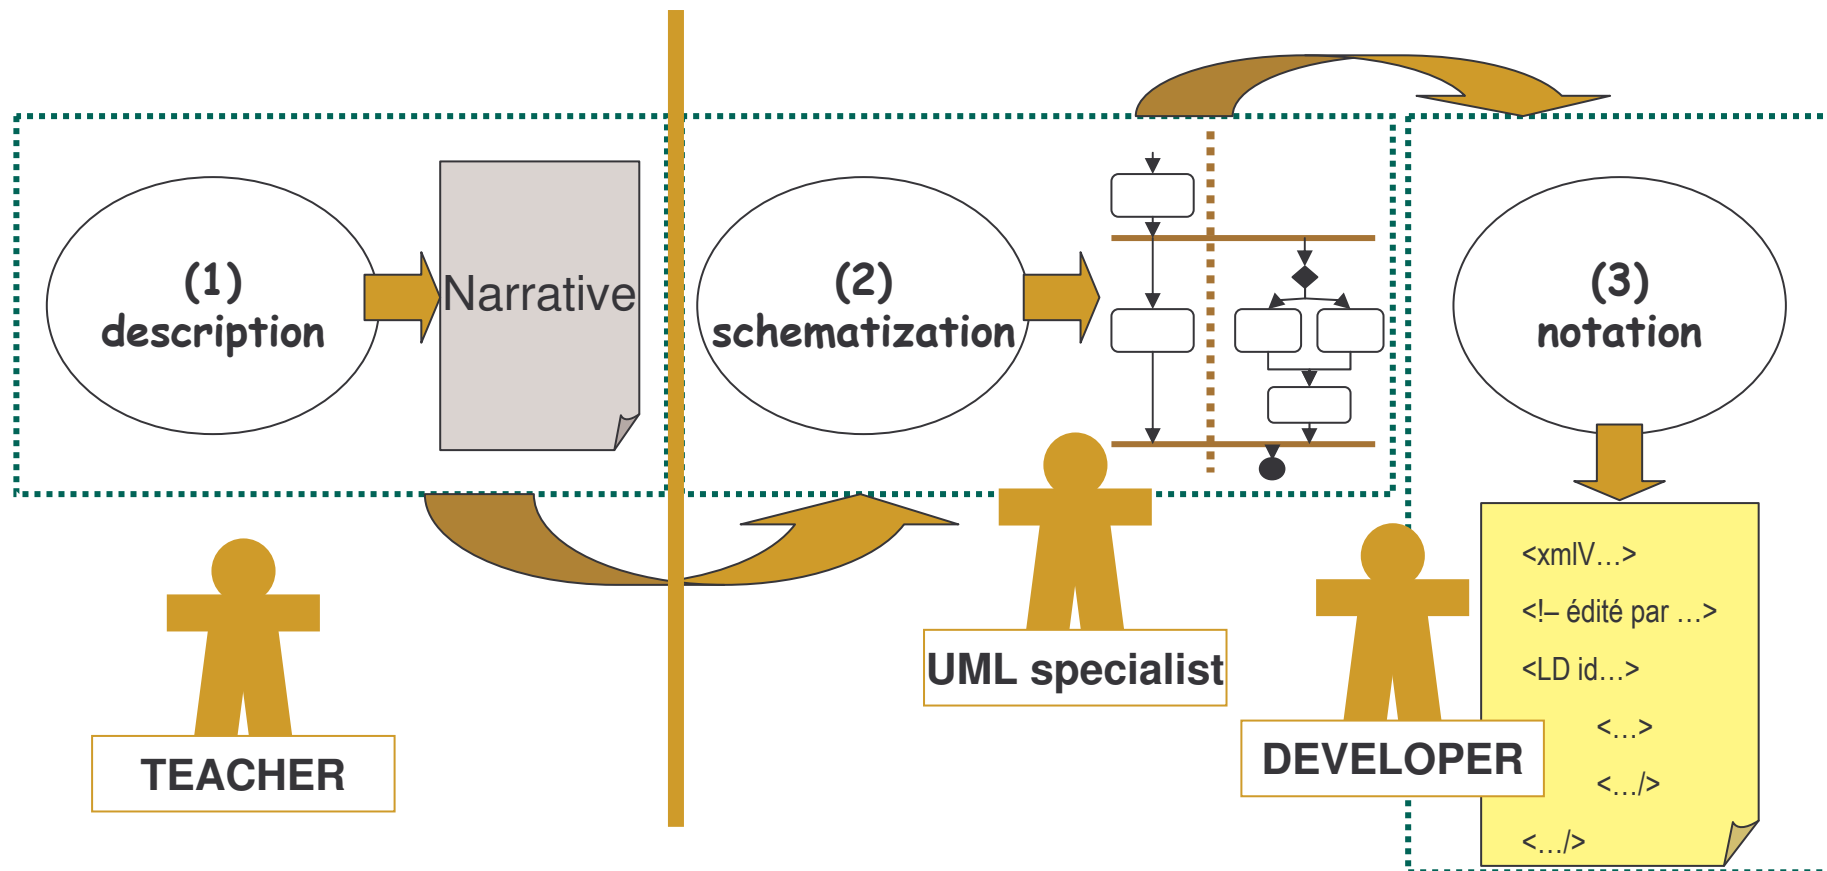 (1)
description
Narrative
(2)
schematization
(3)
notation
TEACHER
UML specialist
DEVELOPER
<xmlV…>
<!– édité par …>
<LD id…>
<…>
<…/>
<…/>